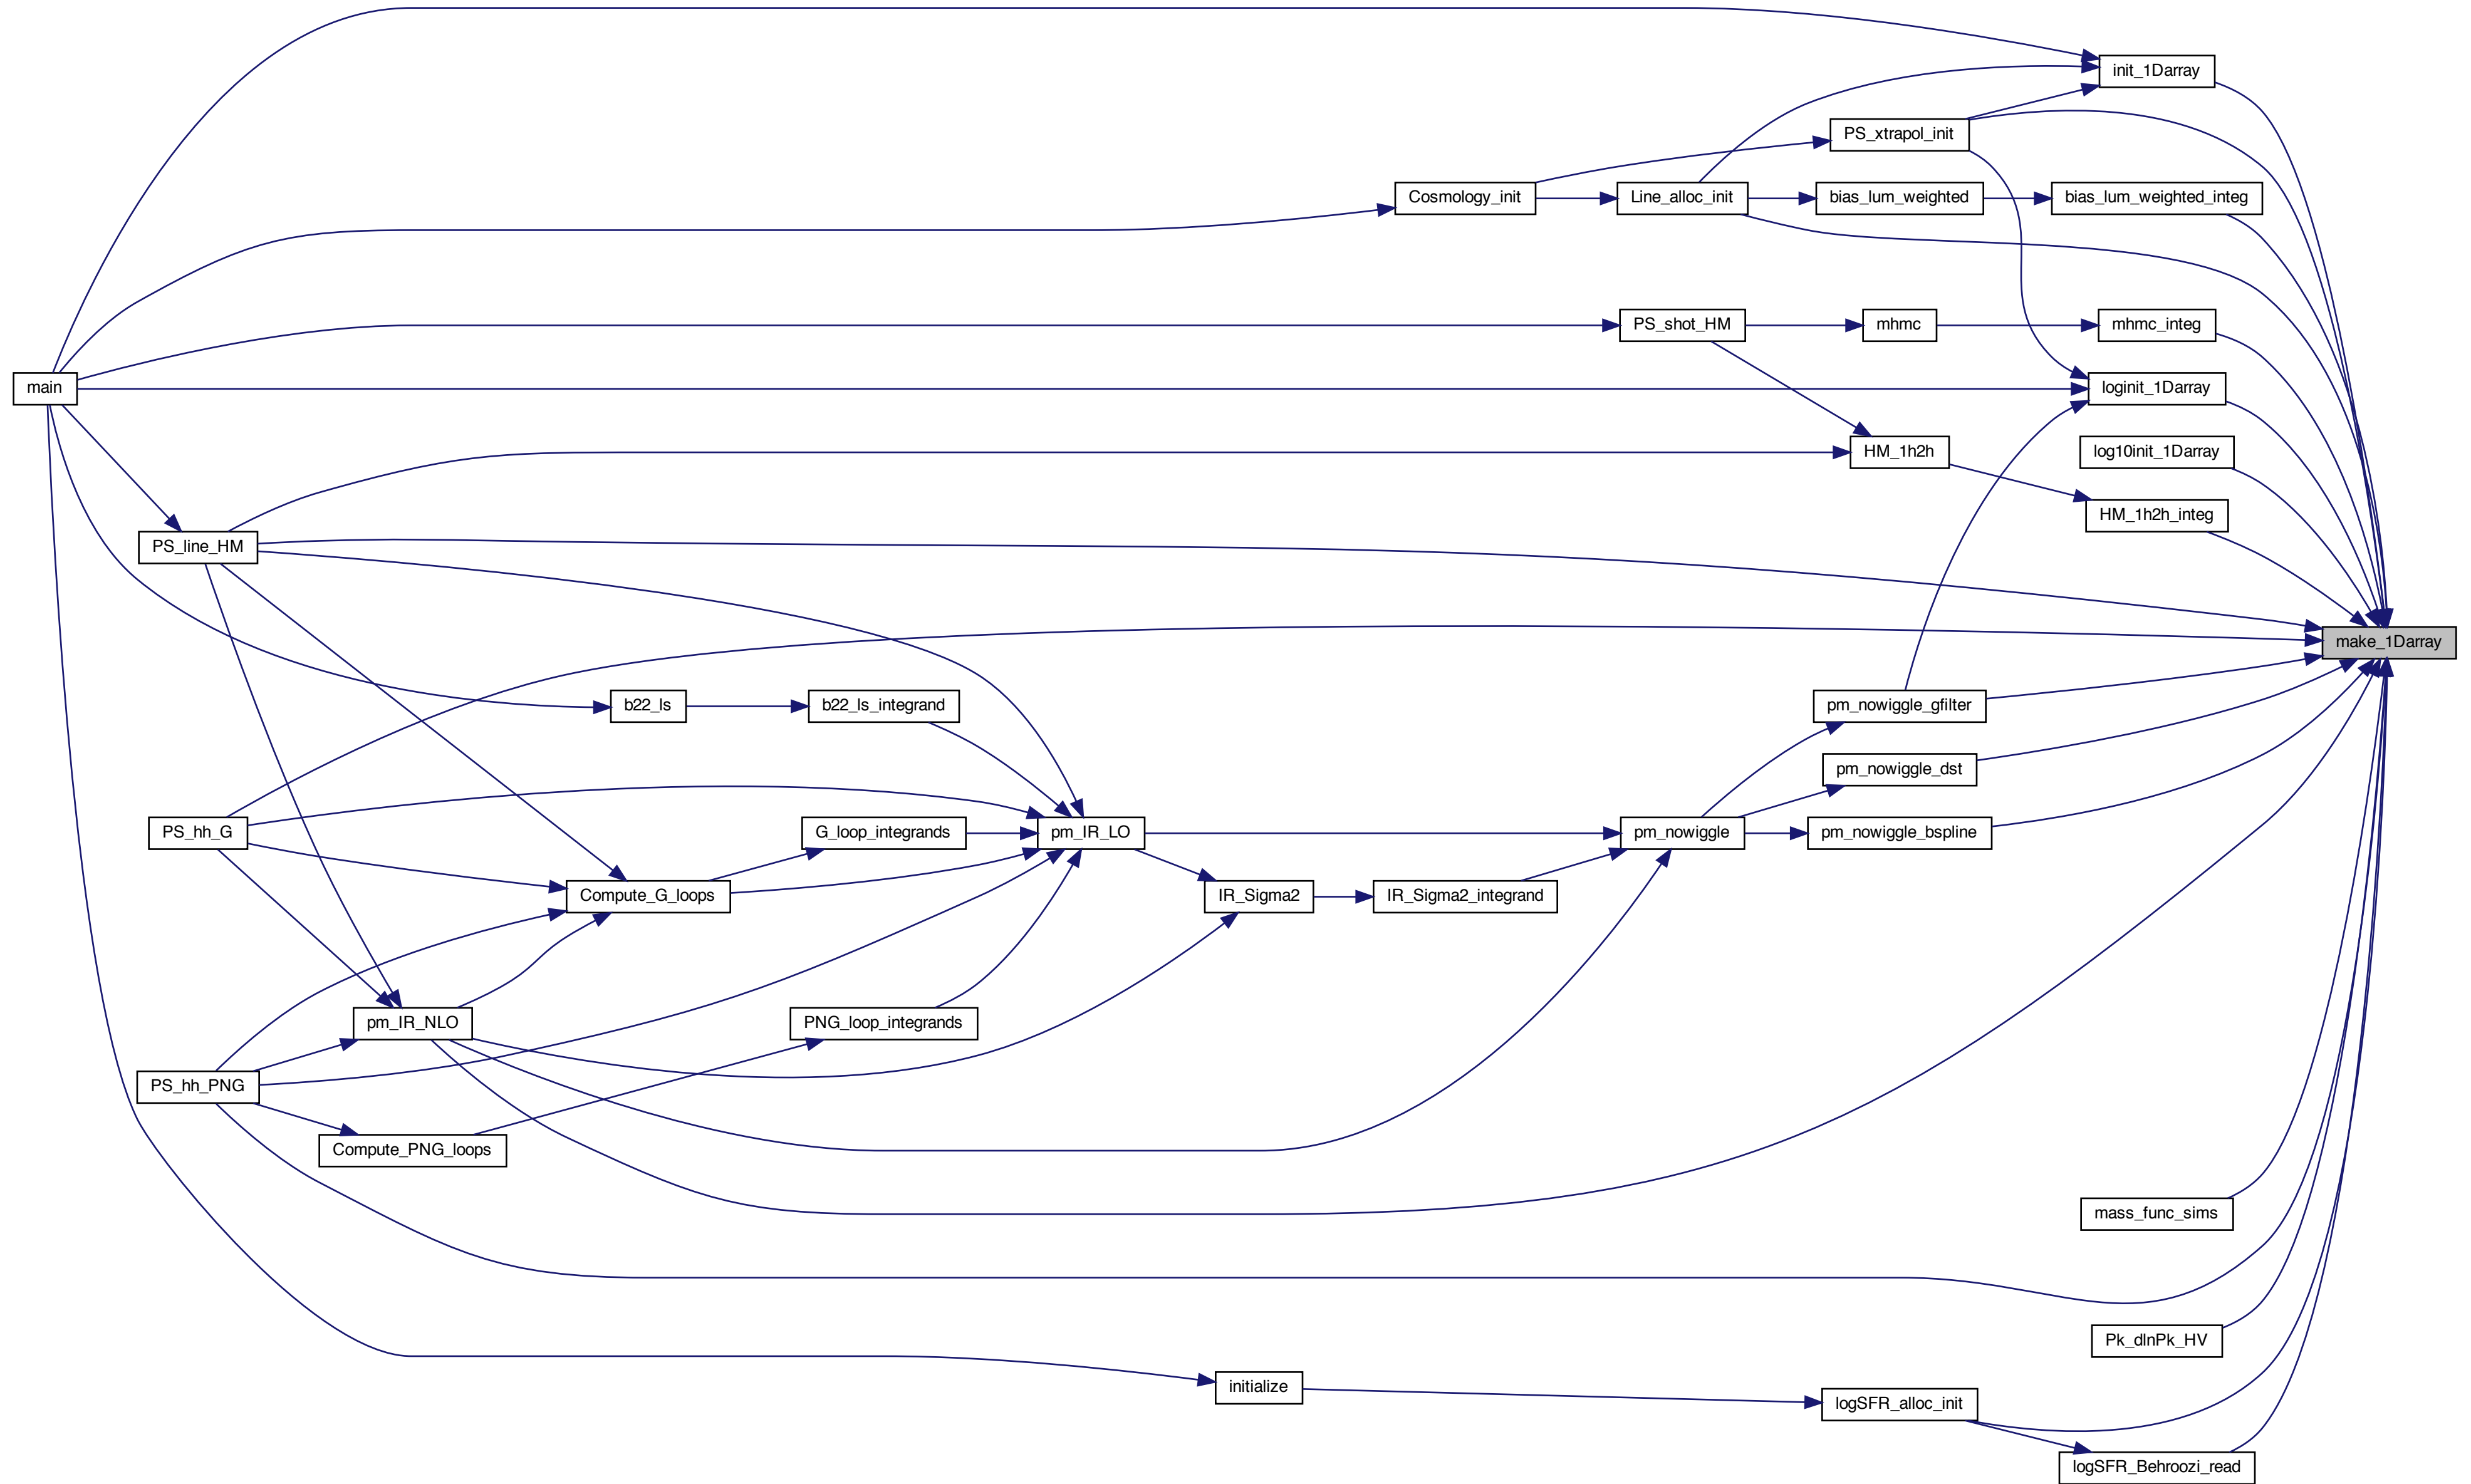 init_1Darray
PS_xtrapol_init
Cosmology_init
Line_alloc_init
bias_lum_weighted
bias_lum_weighted_integ
PS_shot_HM
mhmc
mhmc_integ
main
loginit_1Darray
HM_1h2h
log10init_1Darray
HM_1h2h_integ
PS_line_HM
make_1Darray
b22_ls
b22_ls_integrand
pm_nowiggle_gfilter
pm_nowiggle_dst
PS_hh_G
G_loop_integrands
pm_IR_LO
pm_nowiggle
pm_nowiggle_bspline
Compute_G_loops
IR_Sigma2
IR_Sigma2_integrand
pm_IR_NLO
PNG_loop_integrands
PS_hh_PNG
Compute_PNG_loops
mass_func_sims
Pk_dlnPk_HV
initialize
logSFR_alloc_init
logSFR_Behroozi_read